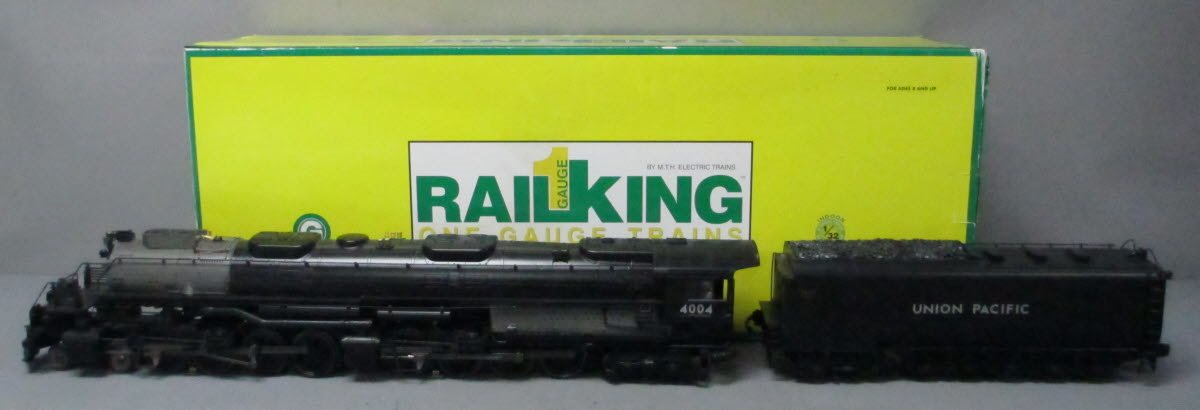 FOR AGES 8 AND UP
BY M.T.H. ELECTRIC TRAINS
1
GAUGE
RAILKING
ONE GAUGE TRAINS
G
INDOOR
1/32
4004
UNION PACIFIC